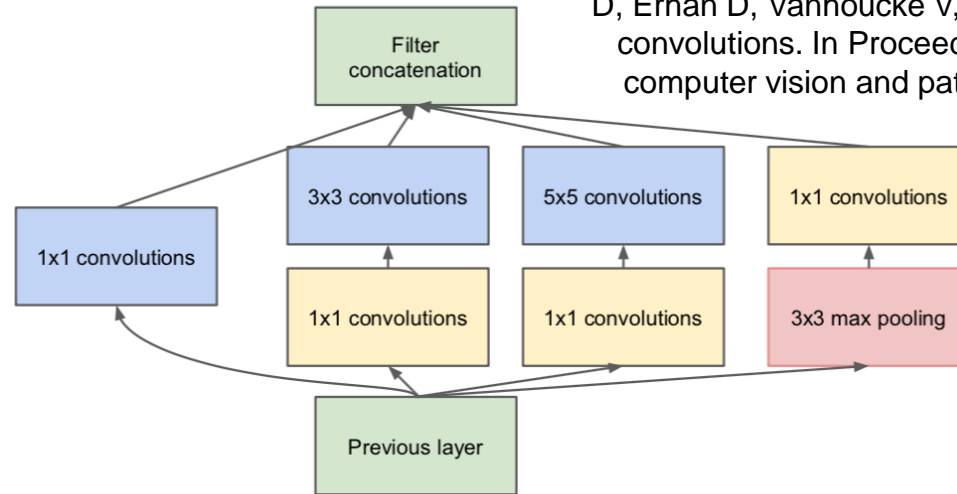 D, Erhan D, Vanhoucke V,
convolutions. In Proceed
computer vision and pat
Filter
concatenation
3x3 convolutions
5x5 convolutions
1x1 convolutions
1x1 convolutions
1x1 convolutions
1x1 convolutions
3x3 max pooling
Previous layer